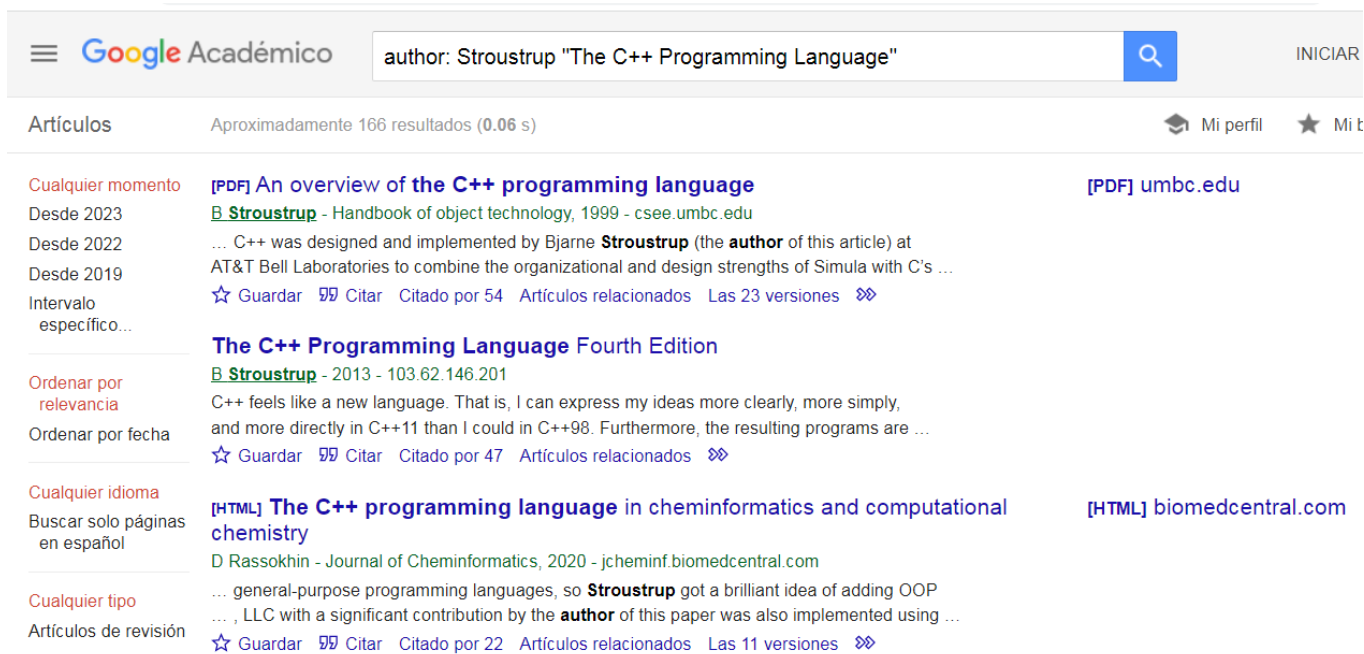 Google Académico
author: Stroustrup "The C++ Programming Language"
INICIAR
Artículos
Aproximadamente 166 resultados (0.06 s)
Mi perfil
Mi b
Cualquier momento
Desde 2023
Desde 2022
Desde 2019
Intervalo
específico...
Ordenar por
relevancia
Ordenar por fecha
Cualquier idioma
Buscar solo páginas
en español
Cualquier tipo
Artículos de revisión
[PDF] An overview of the C++ programming language
B Stroustrup - Handbook of object technology, 1999 - csee.umbc.edu
… C++ was designed and implemented by Bjarne Stroustrup (the author of this article) at
AT&T Bell Laboratories to combine the organizational and design strengths of Simula with C's …
Guardar Citar Citado por 54 Artículos relacionados Las 23 versiones
[PDF] umbc.edu
The C++ Programming Language Fourth Edition
B Stroustrup - 2013 - 103.62.146.201
C++ feels like a new language. That is, I can express my ideas more clearly, more simply,
and more directly in C++11 than I could in C++98. Furthermore, the resulting programs are …
Guardar Citar Citado por 47 Artículos relacionados
[HTML] The C++ programming language in cheminformatics and computational
chemistry
D Rassokhin - Journal of Cheminformatics, 2020 - jcheminf.biomedcentral.com
… general-purpose programming languages, so Stroustrup got a brilliant idea of adding OOP
… , LLC with a significant contribution by the author of this paper was also implemented using …
Guardar Citar Citado por 22 Artículos relacionados Las 11 versiones
[HTML] biomedcentral.com